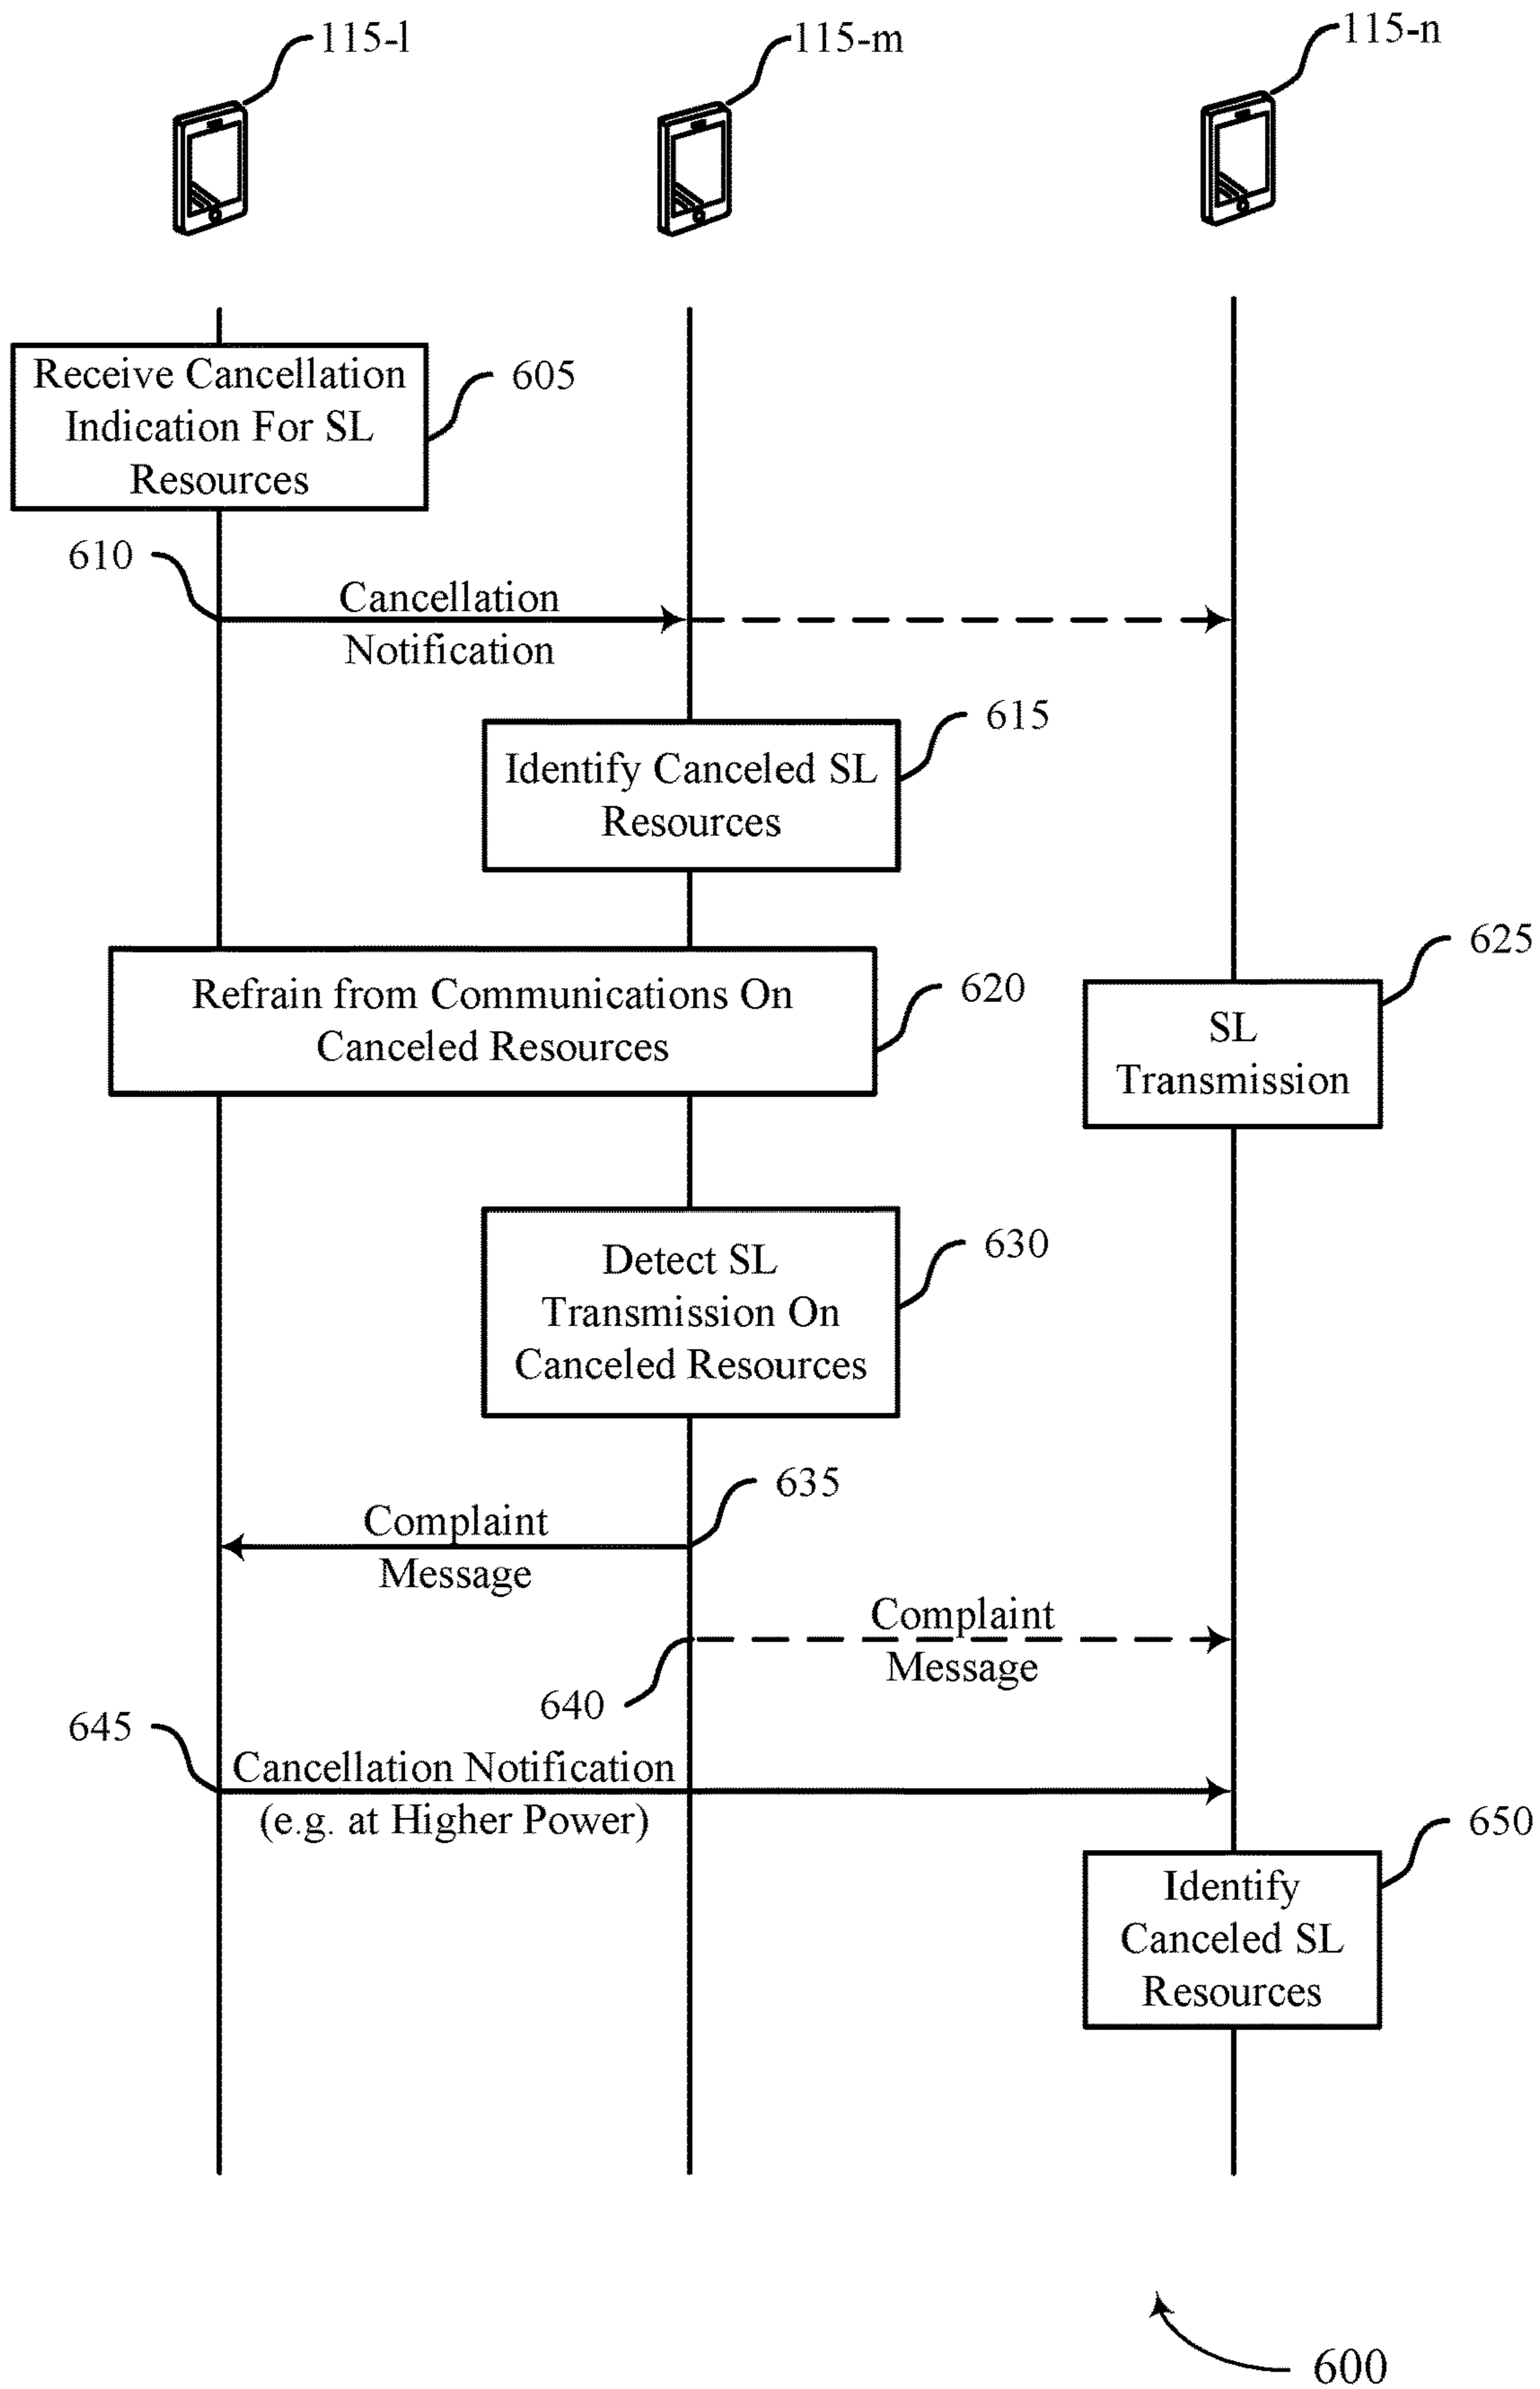 115-l
115-m
115-n
Receive Cancellation
Indication For SL
Resources
605
610
Cancellation
Notification
615
Identify Canceled SL
Resources
625
Refrain from Communications On
Canceled Resources
620
SL
Transmission
630
Detect SL
Transmission On
Canceled Resources
635
Complaint
Message
Complaint
Message
640
645
Cancellation Notification
(e.g. at Higher Power)
650
Identify
Canceled SL
Resources
600